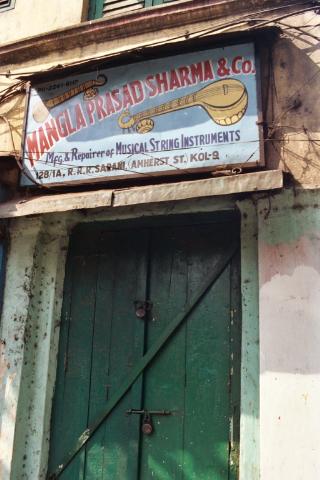 MANGLA PRASAD SHARMA & Co.
Mfg. & Repairer of MUSICAL STRING INSTRUMENTS
128/1A, R.R.R. SARANI, (AMHERST ST.) KOL-9